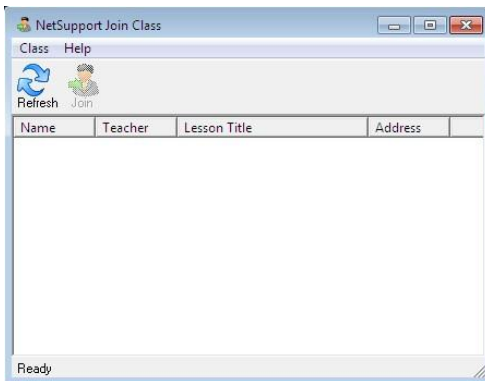 NetSupport Join Class
Class Help
Refresh Join
Name Teacher Lesson Title Address
Ready